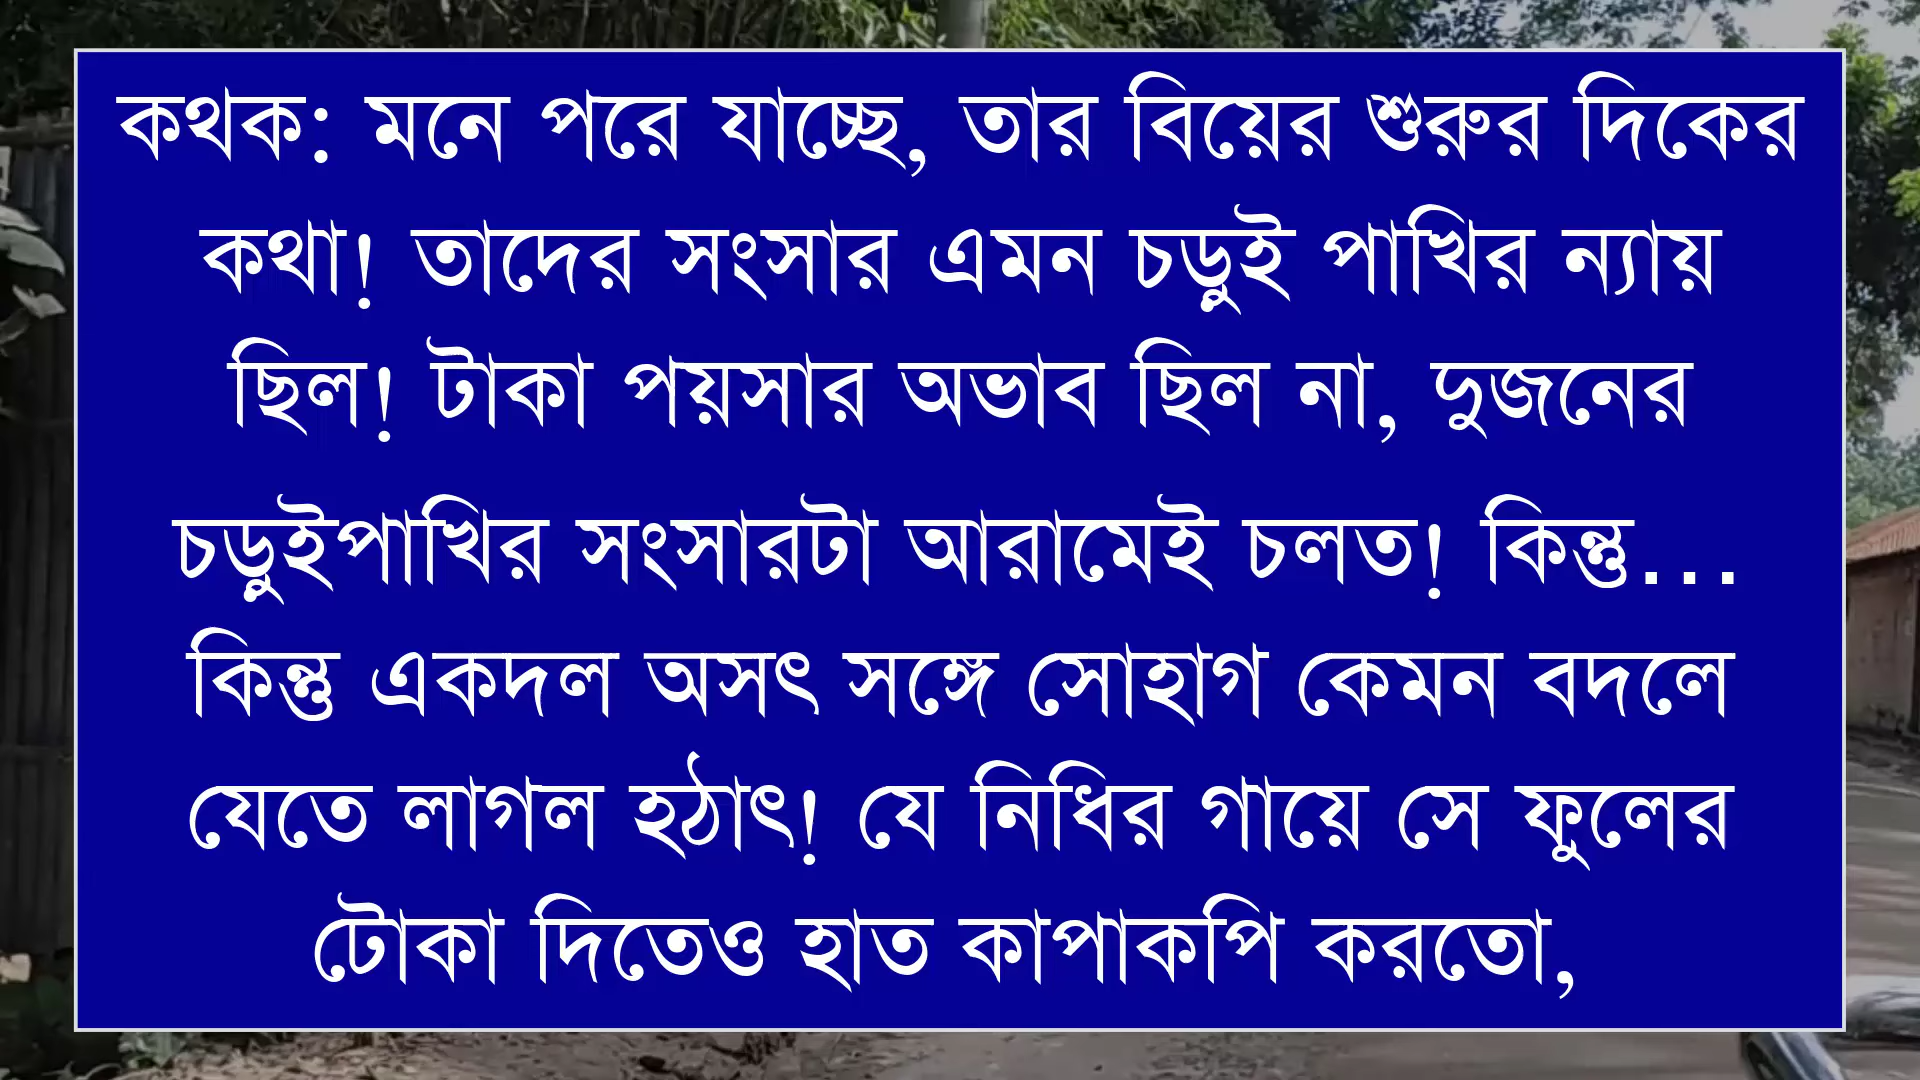 কথক: মনে পরে যাচ্ছে, তার বিয়ের শুরুর দিকের
কথা! তাদের সংসার এমন চড়ুই পাখির ন্যায়
ছিল! টাকা পয়সার অভাব ছিল না, দুজনের
চড়ুইপাখির সংসারটা আরামেই চলত! কিন্তু...
কিন্তু একদল অসৎ সঙ্গে সোহাগ কেমন বদলে
যেতে লাগল হঠাৎ! যে নিধির গায়ে সে ফুলের
টোকা দিতেও হাত কাপাকপি করতো,